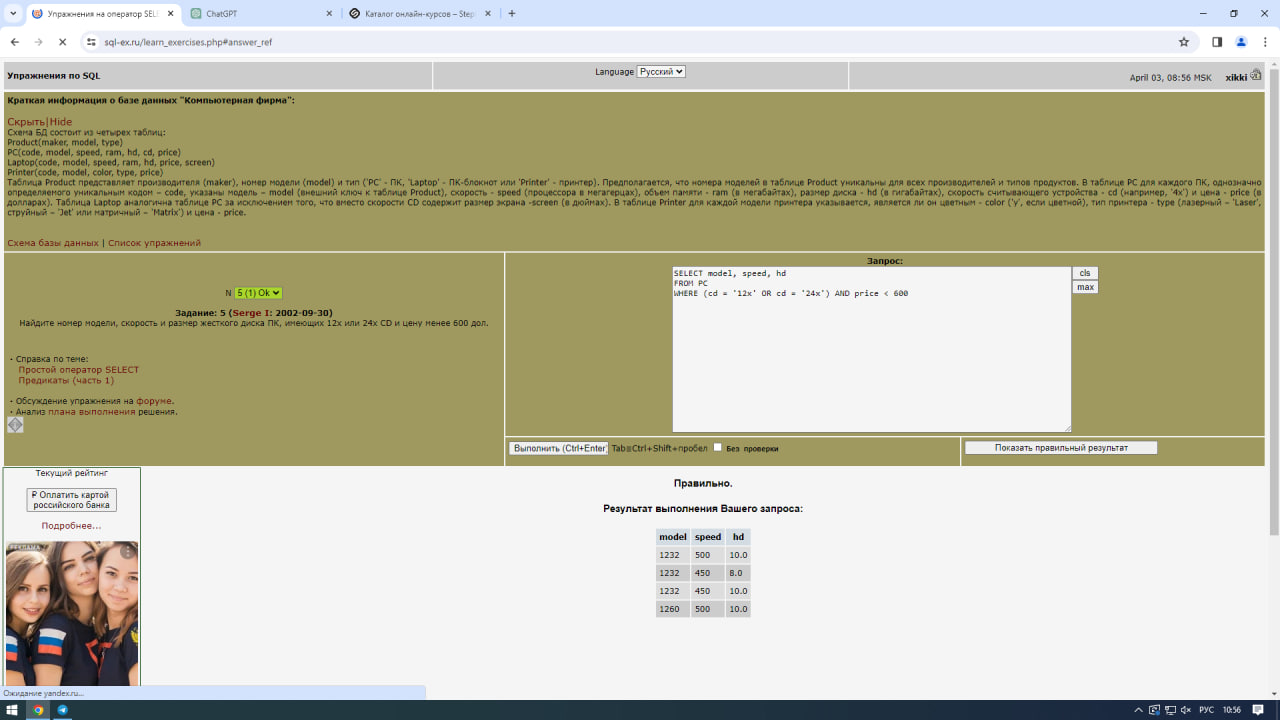 Упражнения на оператор SELE
ChatGPT
Каталог онлайн-курсов – Step
sql-ex.ru/learn_exercises.php#answer_ref
Упражнения по SQL
Language Русский
April 03, 08:56 MSK xikki
Краткая информация о базе данных "Компьютерная фирма":
Скрыть|Hide
Схема БД состоит из четырех таблиц:
Product(maker, model, type)
PC(code, model, speed, ram, hd, cd, price)
Laptop(code, model, speed, ram, hd, price, screen)
Printer(code, model, color, type, price)
Таблица Product представляет производителя (maker), номер модели (model) и тип ('PC' - ПК, 'Laptop' - ПК-блокнот или 'Printer' - принтер). Предполагается, что номера моделей в таблице Product уникальны для всех производителей и типов продуктов. В таблице PC для каждого ПК, однозначно
определяемого уникальным кодом – code, указаны модель – model (внешний ключ к таблице Product), скорость - speed (процессора в мегагерцах), объем памяти - ram (в мегабайтах), размер диска - hd (в гигабайтах), скорость считывающего устройства - cd (например, '4x') и цена - price (в
долларах). Таблица Laptop аналогична таблице РС за исключением того, что вместо скорости CD содержит размер экрана -screen (в дюймах). В таблице Printer для каждой модели принтера указывается, является ли он цветным - color ('y', если цветной), тип принтера - type (лазерный – 'Laser',
струйный – 'Jet' или матричный – 'Matrix') и цена - price.
Схема базы данных | Список упражнений
Запрос:
SELECT model, speed, hd
FROM PC
WHERE (cd = '12x' OR cd = '24x') AND price < 600
cls
max
N 5 (1) Ok
Задание: 5 (Serge I: 2002-09-30)
Найдите номер модели, скорость и размер жесткого диска ПК, имеющих 12x или 24x CD и цену менее 600 дол.
· Справка по теме:
Простой оператор SELECT
Предикаты (часть 1)
· Обсуждение упражнения на форуме.
· Анализ плана выполнения решения.
Выполнить (Ctrl+Enter) Tab≡Ctrl+Shift+пробел Без проверки
Показать правильный результат
Текущий рейтинг
₽ Оплатить картой
российского банка
Подробнее...
РЕКЛАМА
Правильно.
Результат выполнения Вашего запроса:
model speed hd
1232 500 10.0
1232 450 8.0
1232 450 10.0
1260 500 10.0
Ожидание yandex.ru...
РУС 10:56